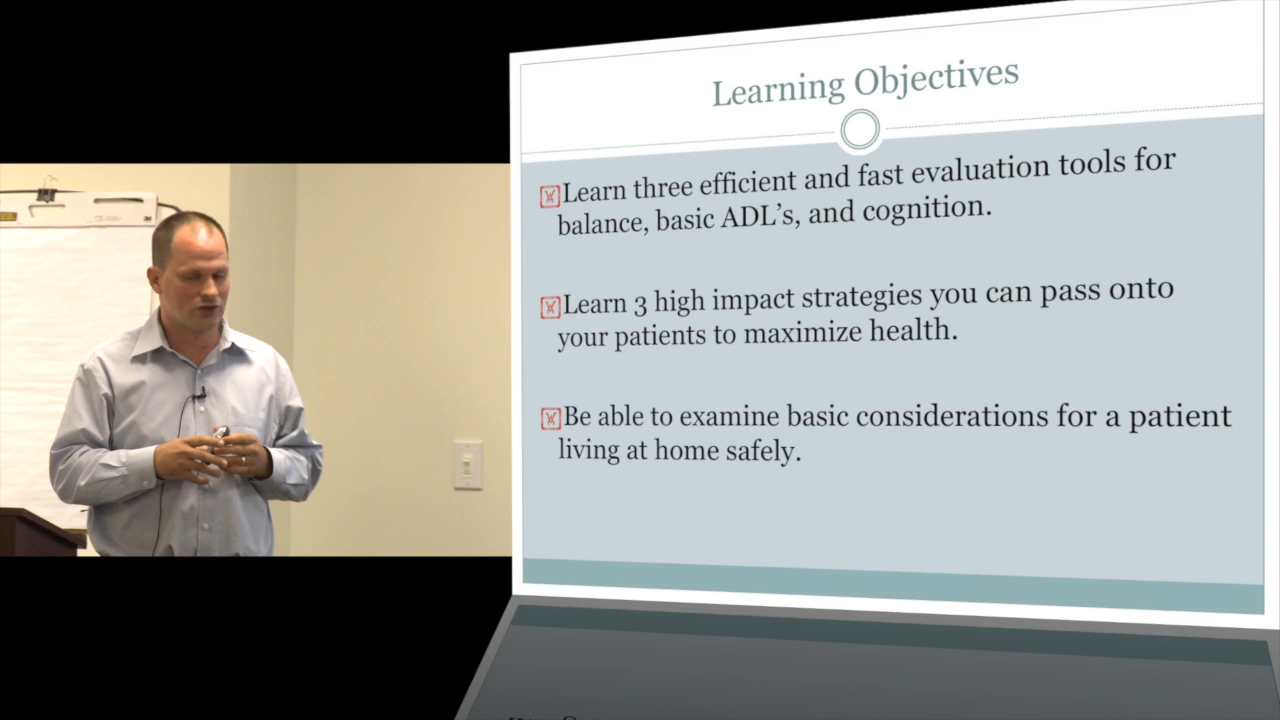 Learning Objectives
Learn three efficient and fast evaluation tools for
balance, basic ADL's, and cognition.
Learn 3 high impact strategies you can pass onto
your patients to maximize health.
Be able to examine basic considerations for a patient
living at home safely.
3M